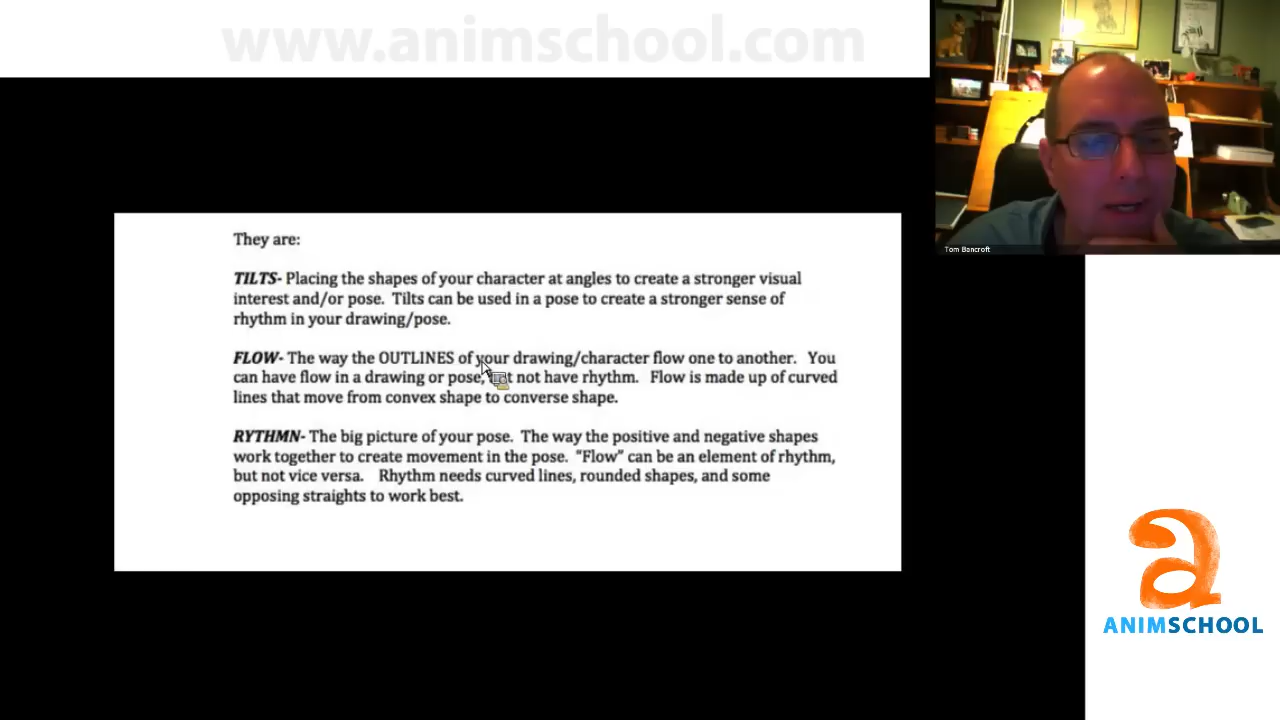 www.animschool.com
Tom Bancroft
They are:
TILTS- Placing the shapes of your character at angles to create a stronger visual
interest and/or pose. Tilts can be used in a pose to create a stronger sense of
rhythm in your drawing/pose.
FLOW- The way the OUTLINES of your drawing/character flow one to another. You
can have flow in a drawing or pose, not have rhythm. Flow is made up of curved
lines that move from convex shape to converse shape.
RYTHMN- The big picture of your pose. The way the positive and negative shapes
work together to create movement in the pose. “Flow” can be an element of rhythm,
but not vice versa. Rhythm needs curved lines, rounded shapes, and some
opposing straights to work best.
a
ANIMSCHOOL